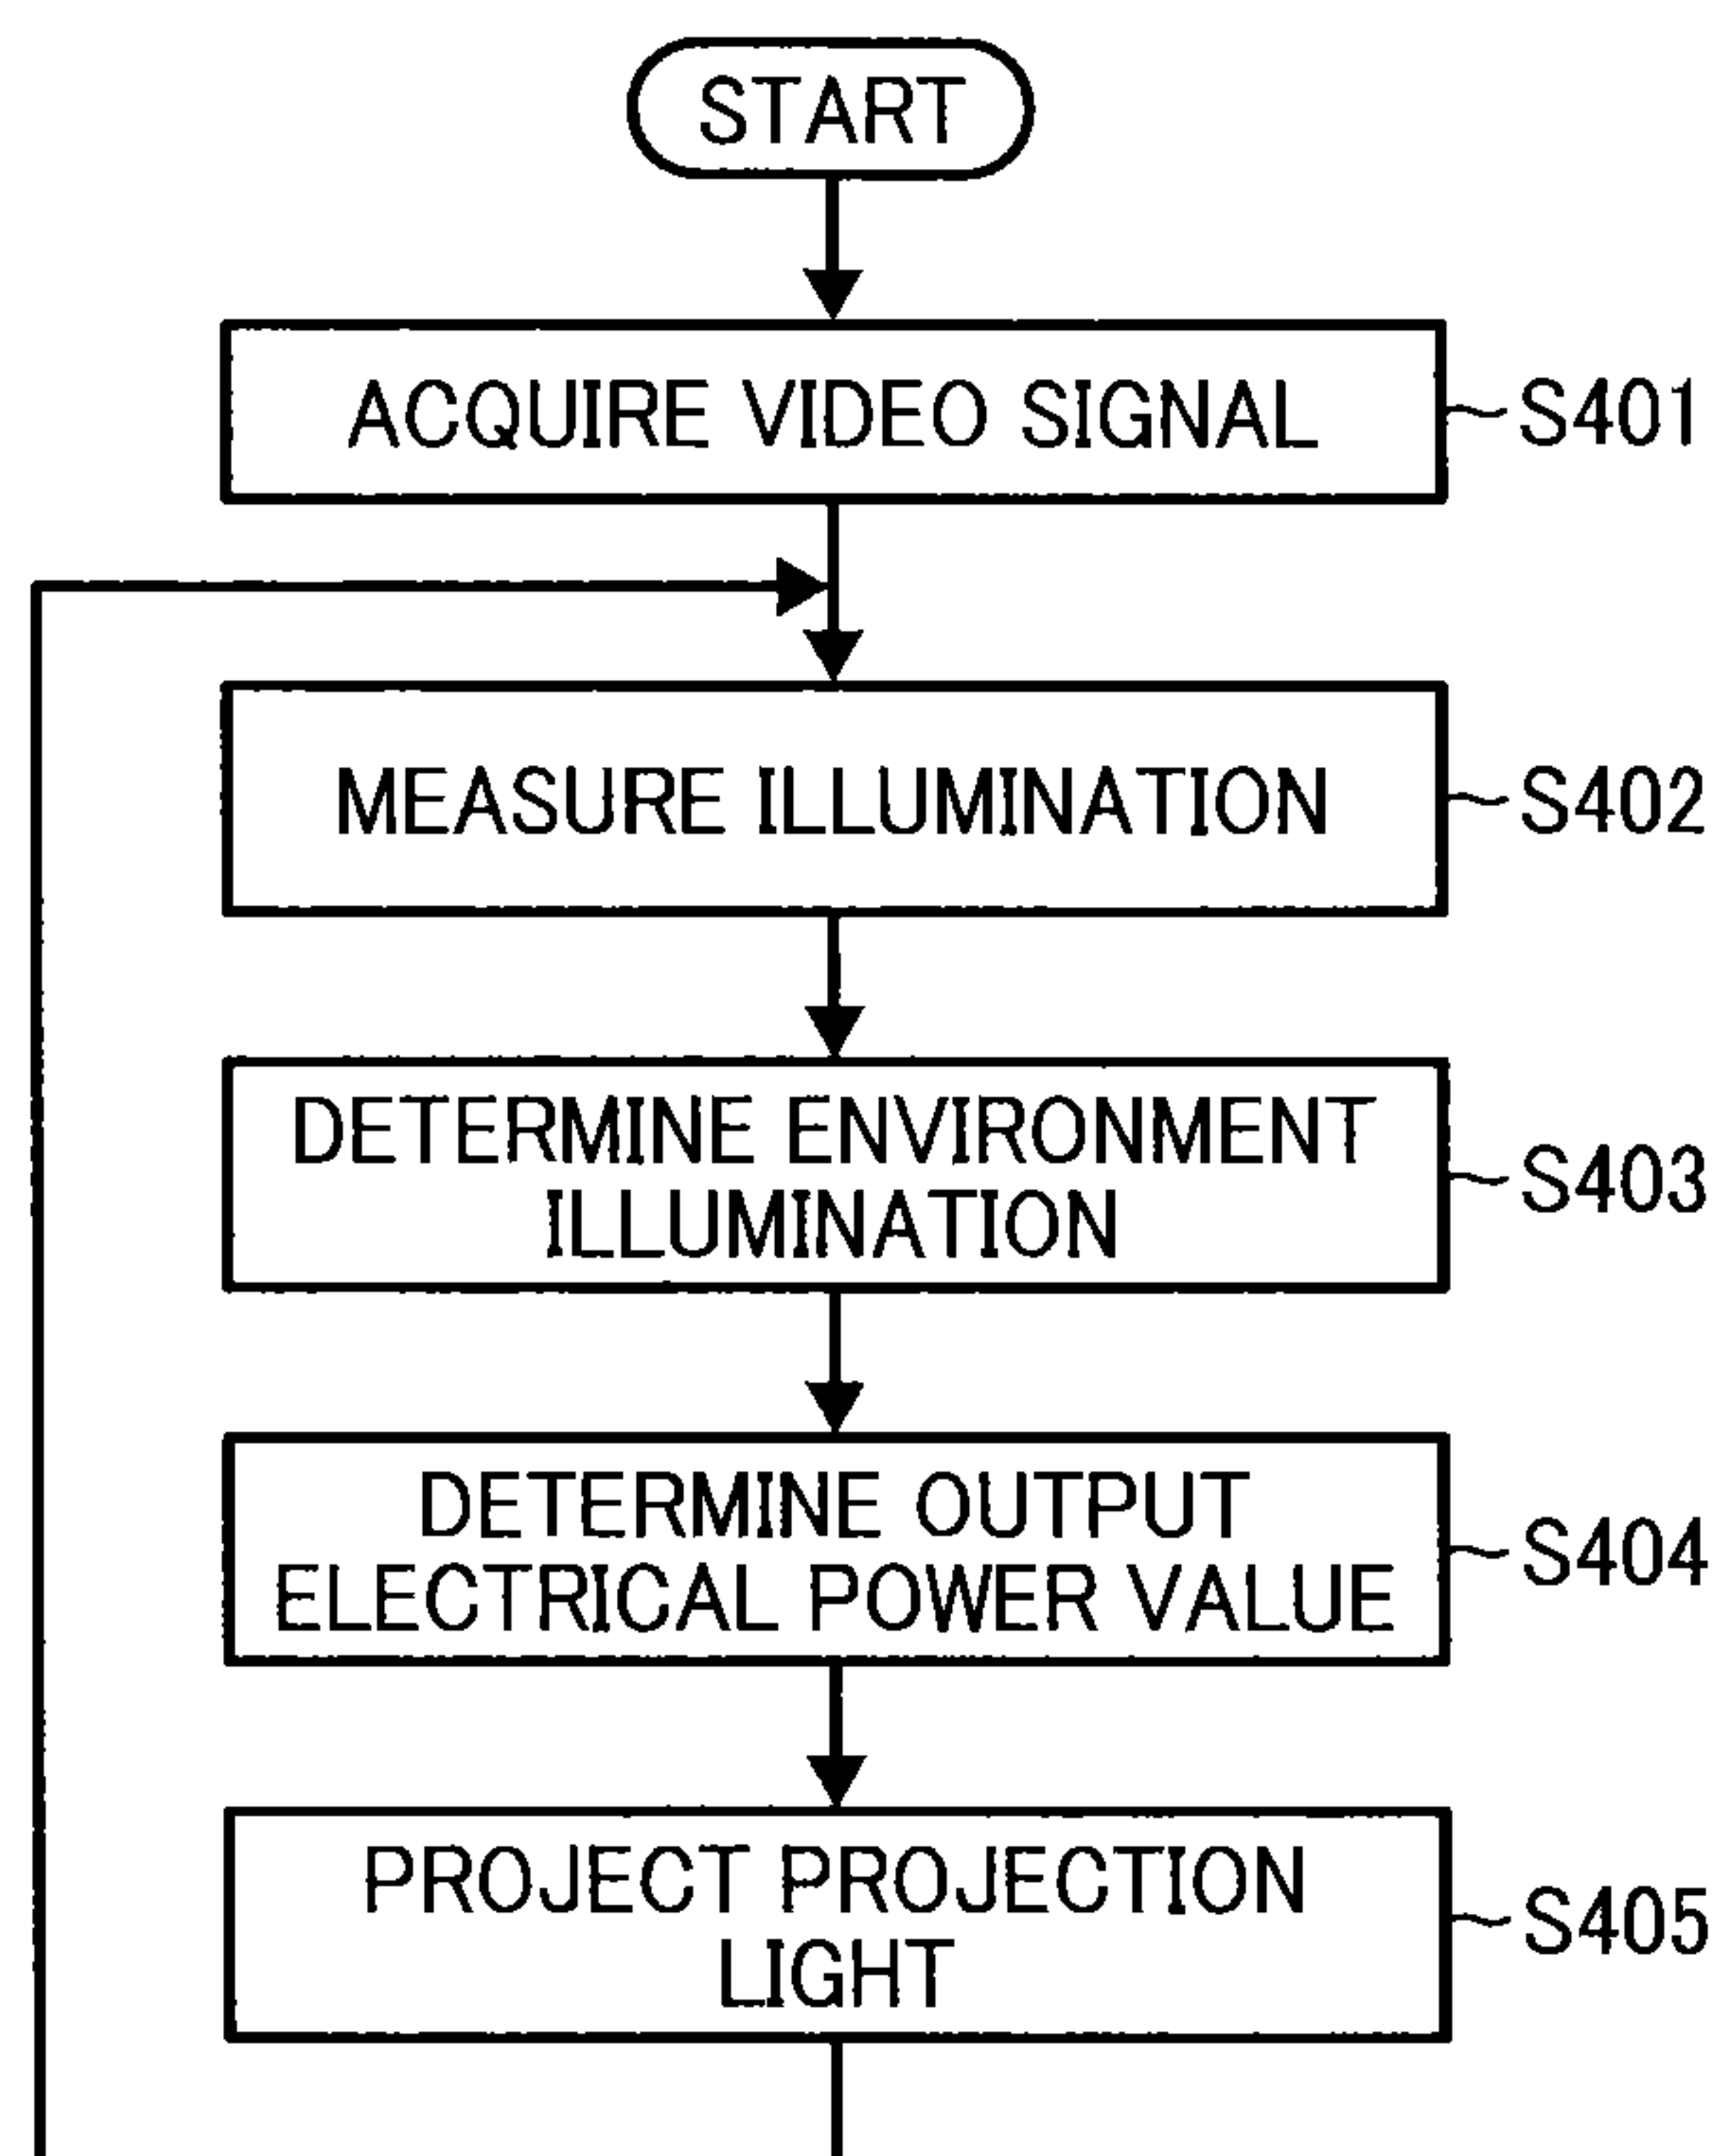 START
ACQUIRE VIDEO SIGNAL
S401
MEASURE ILLUMINATION
S402
DETERMINE ENVIRONMENT
ILLUMINATION
S403
DETERMINE OUTPUT
ELECTRICAL POWER VALUE
S404
PROJECT PROJECTION
LIGHT
S405